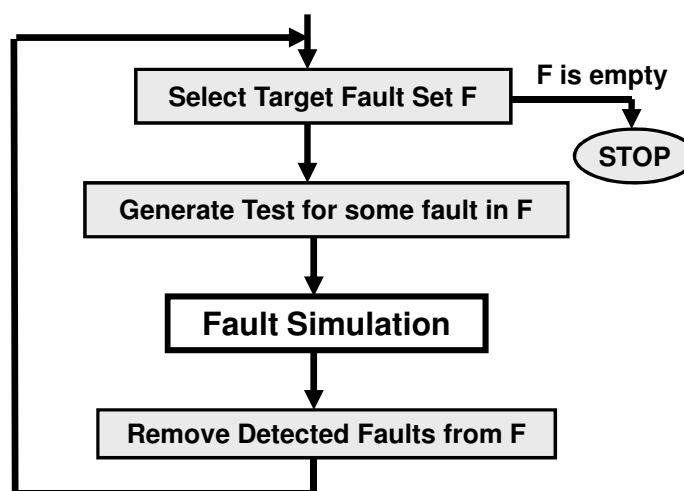 F is empty
Select Target Fault Set F
STOP
Generate Test for some fault in F
Fault Simulation
Remove Detected Faults from F